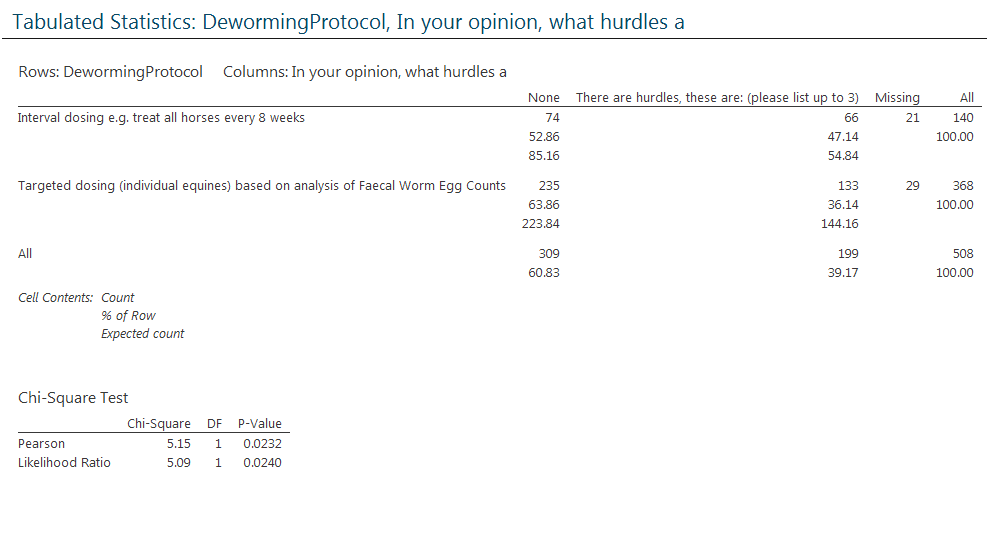 Tabulated Statistics: DewormingProtocol, In your opinion, what hurdles a
Rows: DewormingProtocol Columns: In your opinion, what hurdles a
None There are hurdles, these are: (please list up to 3) Missing All
Interval dosing e.g. treat all horses every 8 weeks 74 66 21 140
52.86 47.14 100.00
85.16 54.84
Targeted dosing (individual equines) based on analysis of Faecal Worm Egg Counts 235 133 29 368
63.86 36.14 100.00
223.84 144.16
All 309 199 508
60.83 39.17 100.00
Cell Contents: Count
% of Row
Expected count
Chi-Square Test
Chi-Square DF P-Value
Pearson 5.15 1 0.0232
Likelihood Ratio 5.09 1 0.0240